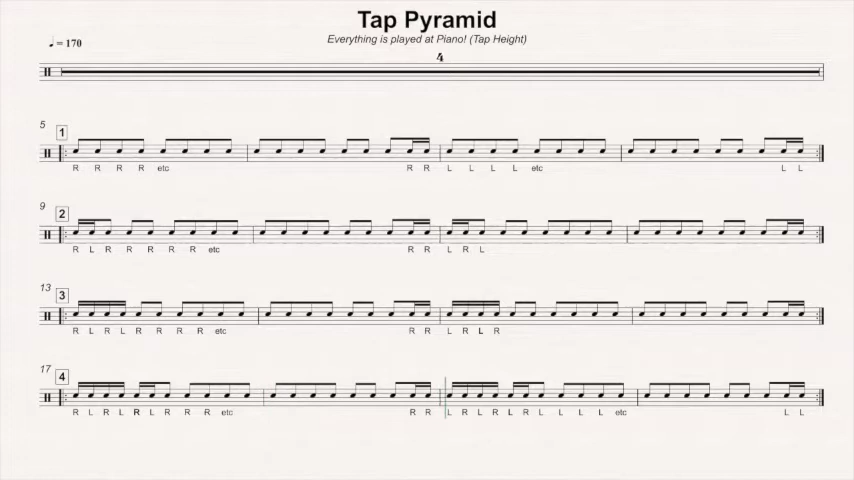 Tap Pyramid
♩ = 170
Everything is played at Piano! (Tap Height)
4
5
1
R R R R etc R R L L L L etc L L
9
2
R L R R R R R etc R R L R L
13
3
R L R L R R R R etc R R L R L R
17
4
R L R L R L R R R etc R R L R L R L R L L L L etc L L